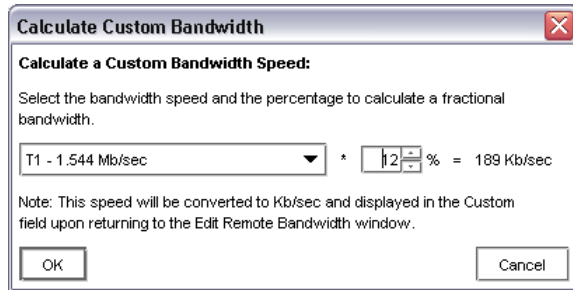 Calculate Custom Bandwidth
Calculate a Custom Bandwidth Speed:
Select the bandwidth speed and the percentage to calculate a fractional
bandwidth.
T1 - 1.544 Mb/sec * 12 % = 189 Kb/sec
Note: This speed will be converted to Kb/sec and displayed in the Custom
field upon returning to the Edit Remote Bandwidth window.
OK Cancel